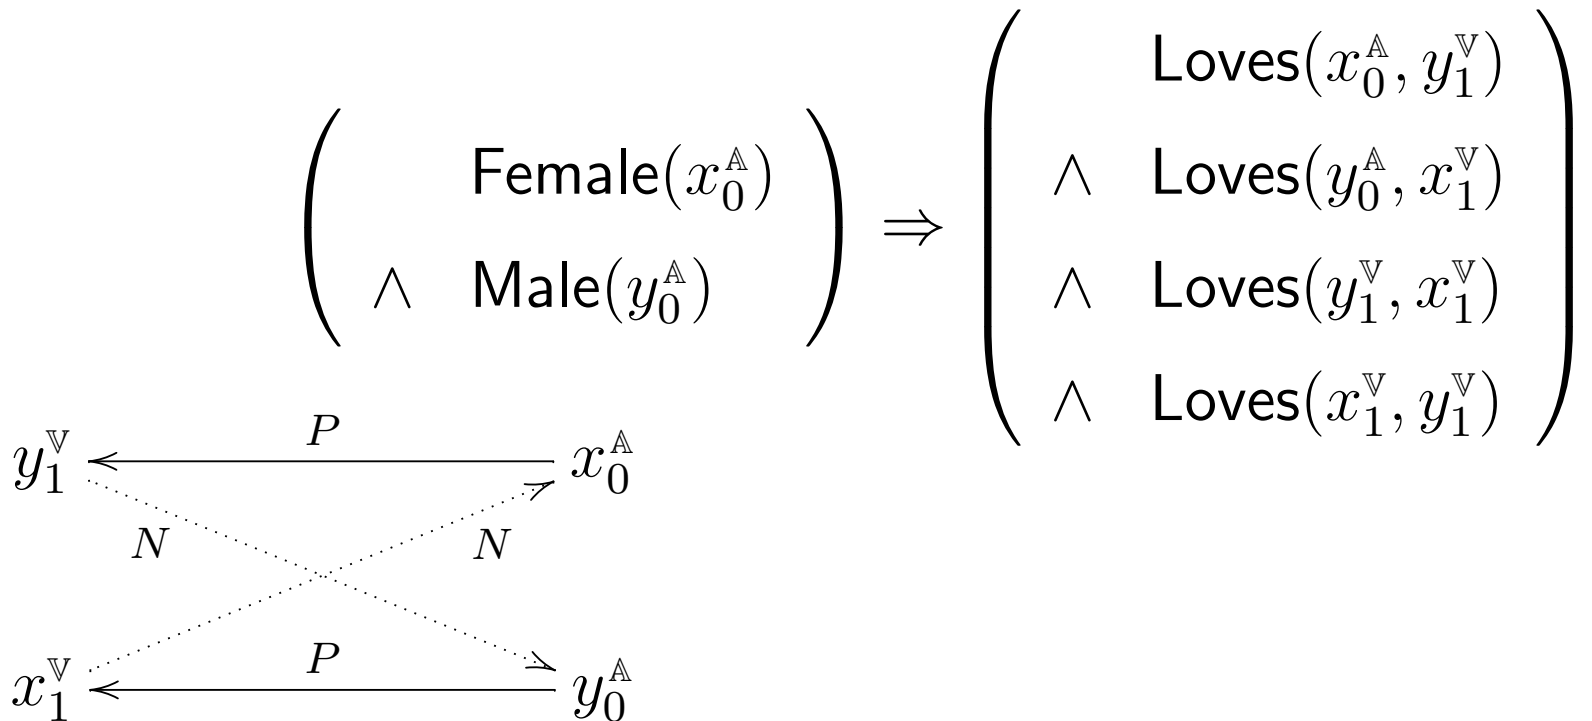 Loves(x₀^𝔸, y₁^𝕍)
Female(x₀^𝔸) ∧ Loves(y₀^𝔸, x₁^𝕍)
⇒
∧ Male(y₀^𝔸) ∧ Loves(y₁^𝕍, x₁^𝕍)
∧ Loves(x₁^𝕍, y₁^𝕍)
P
y₁^𝕍 x₀^𝔸
N N
P
x₁^𝕍 y₀^𝔸